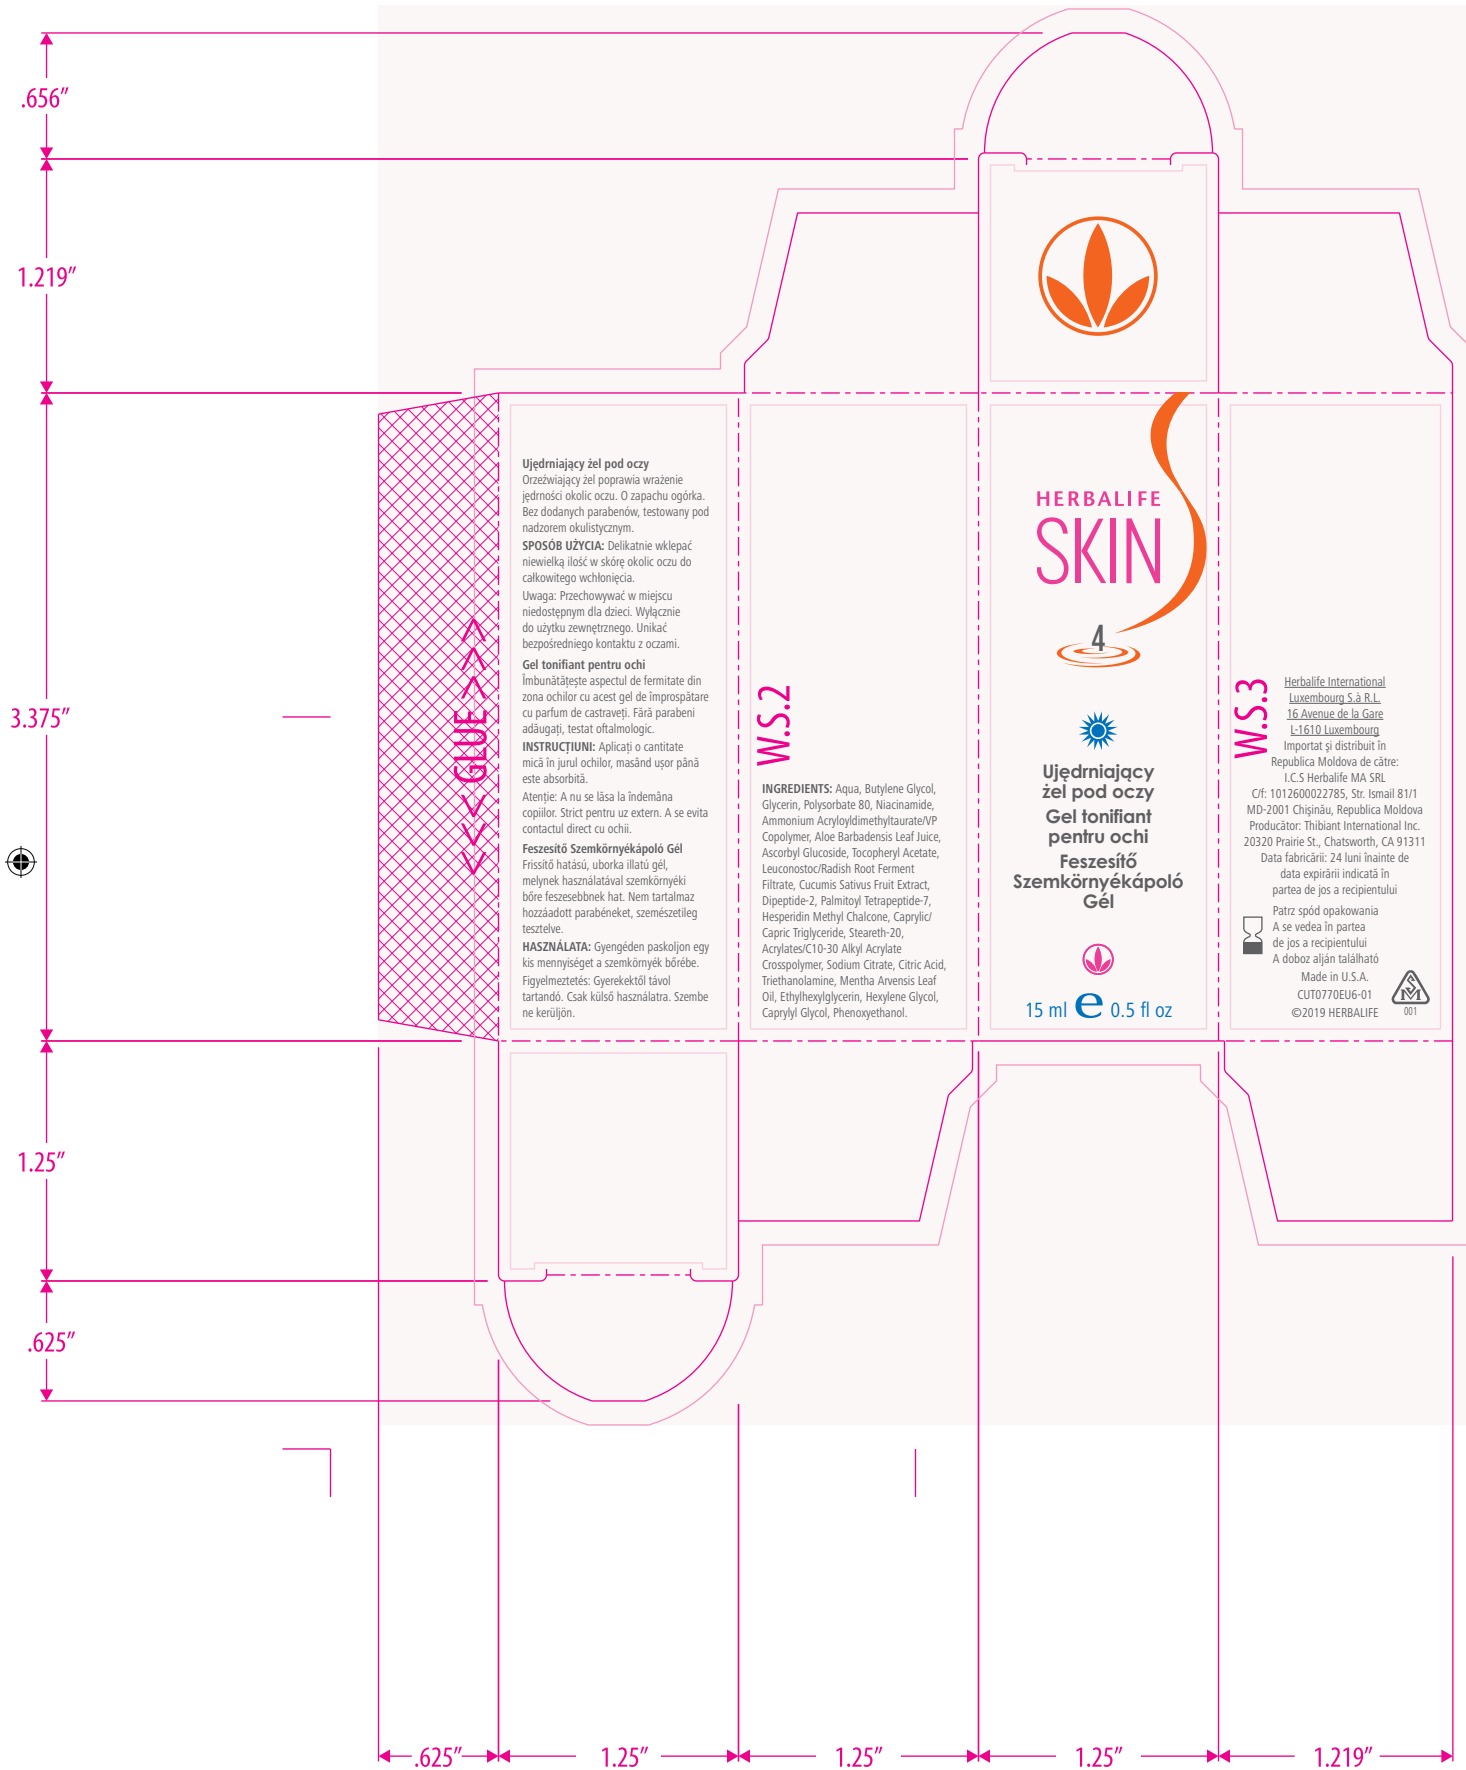 .656”
1.219”
3.375”
1.25”
.625”
<<< GLUE >>>
Ujędrniający żel pod oczy
Orzeźwiający żel poprawia wrażenie
jędrności okolic oczu. O zapachu ogórka.
Bez dodanych parabenów, testowany pod
nadzorem okulistycznym.
SPOSÓB UŻYCIA: Delikatnie wklepać
niewielką ilość w skórę okolic oczu do
całkowitego wchłonięcia.
Uwaga: Przechowywać w miejscu
niedostępnym dla dzieci. Wyłącznie
do użytku zewnętrznego. Unikać
bezpośredniego kontaktu z oczami.
Gel tonifiant pentru ochi
Îmbunătățește aspectul de fermitate din
zona ochilor cu acest gel de împrospătare
cu parfum de castraveți. Fără parabeni
adăugați, testat oftalmologic.
INSTRUCȚIUNI: Aplicați o cantitate
mică în jurul ochilor, masând ușor până
este absorbită.
Atenție: A nu se lăsa la îndemâna
copiilor. Strict pentru uz extern. A se evita
contactul direct cu ochii.
Feszesítő Szemkörnyékápoló Gél
Frissítő hatású, uborka illatú gél,
melynek használatával szemkörnyéki
bőre feszesebbnek hat. Nem tartalmaz
hozzáadott parabéneket, szemészetileg
tesztelve.
HASZNÁLATA: Gyengéden paskoljon egy
kis mennyiséget a szemkörnyék bőrébe.
Figyelmeztetés: Gyerekektől távol
tartandó. Csak külső használatra. Szembe
ne kerüljön.
W.S.2
INGREDIENTS: Aqua, Butylene Glycol,
Glycerin, Polysorbate 80, Niacinamide,
Ammonium Acryloyldimethyltaurate/VP
Copolymer, Aloe Barbadensis Leaf Juice,
Ascorbyl Glucoside, Tocopheryl Acetate,
Leuconostoc/Radish Root Ferment
Filtrate, Cucumis Sativus Fruit Extract,
Dipeptide-2, Palmitoyl Tetrapeptide-7,
Hesperidin Methyl Chalcone, Caprylic/
Capric Triglyceride, Steareth-20,
Acrylates/C10-30 Alkyl Acrylate
Crosspolymer, Sodium Citrate, Citric Acid,
Triethanolamine, Mentha Arvensis Leaf
Oil, Ethylhexylglycerin, Hexylene Glycol,
Caprylyl Glycol, Phenoxyethanol.
HERBALIFE
SKIN
4
Ujędrniający
żel pod oczy
Gel tonifiant
pentru ochi
Feszesítő
Szemkörnyékápoló
Gél
15 ml e 0.5 fl oz
W.S.3
Herbalife International
Luxembourg S.à R.L.
16 Avenue de la Gare
L-1610 Luxembourg
Importat și distribuit în
Republica Moldova de către:
I.C.S Herbalife MA SRL
C/f: 1012600022785, Str. Ismail 81/1
MD-2001 Chișinău, Republica Moldova
Producător: Thibiant International Inc.
20320 Prairie St., Chatsworth, CA 91311
Data fabricării: 24 luni înainte de
data expirării indicată în
partea de jos a recipientului
Patrz spód opakowania
A se vedea în partea
de jos a recipientului
A doboz alján található
Made in U.S.A.
CUT0770EU6-01
©2019 HERBALIFE
SM
001
.625”
1.25”
1.25”
1.25”
1.219”